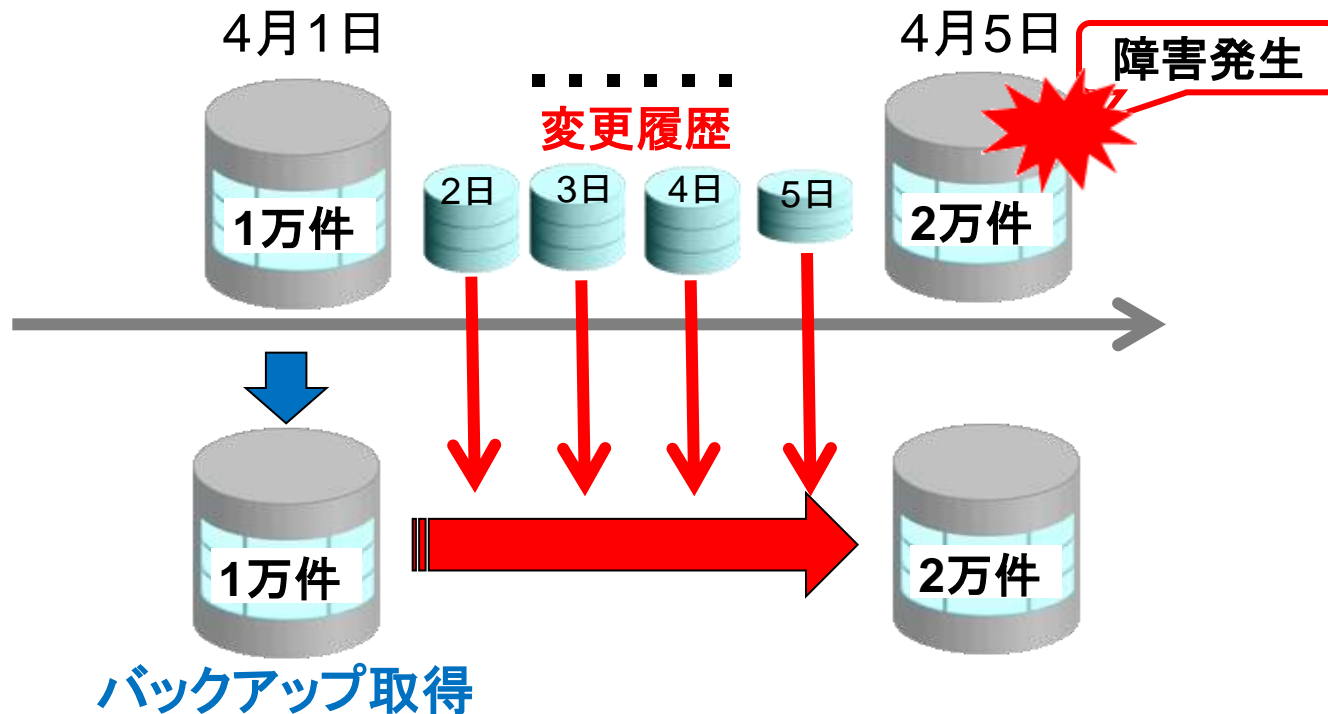 4月1日
4月5日
障害発生
変更履歴
2日
3日
4日
5日
1万件
2万件
1万件
2万件
バックアップ取得